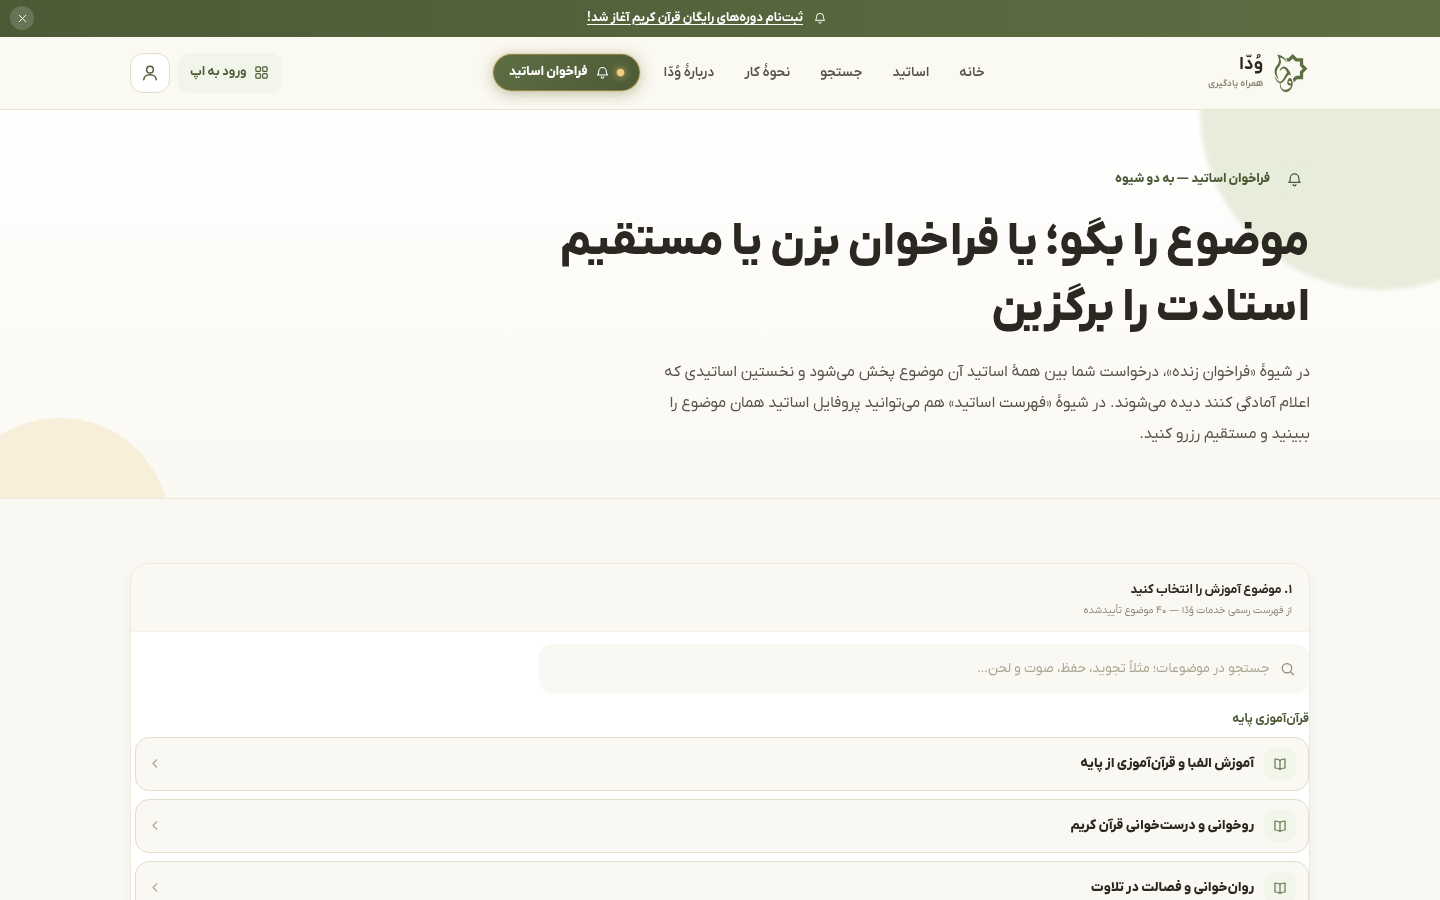 ثبت‌نام دوره‌های رایگان قرآن کریم آغاز شد!
وُدّا
همراه یادگیری
خانه
اساتید
جستجو
نحوهٔ کار
دربارهٔ وُدّا
فراخوان اساتید
ورود به اپ
فراخوان اساتید — به دو شیوه
موضوع را بگو؛ یا فراخوان بزن یا مستقیم
استادت را برگزین
در شیوهٔ «فراخوان زنده»، درخواست شما بین همهٔ اساتید آن موضوع پخش می‌شود و نخستین اساتیدی که
اعلام آمادگی کنند دیده می‌شوند. در شیوهٔ «فهرست اساتید» هم می‌توانید پروفایل اساتید همان موضوع را
ببینید و مستقیم رزرو کنید.
۱. موضوع آموزش را انتخاب کنید
از فهرست رسمی خدمات وُدّا — ۴۰ موضوع تأییدشده
جستجو در موضوعات؛ مثلاً تجوید، حفظ، صوت و لحن…
قرآن‌آموزی پایه
آموزش الفبا و قرآن‌آموزی از پایه
روخوانی و درست‌خوانی قرآن کریم
روان‌خوانی و فصالت در تلاوت